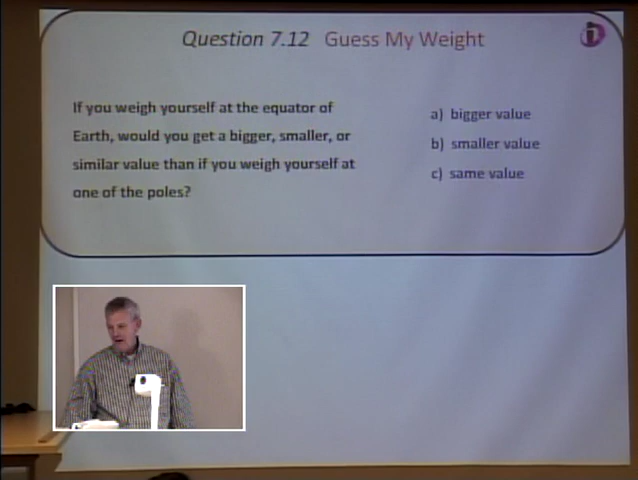 Question 7.12 Guess My Weight
If you weigh yourself at the equator of
Earth, would you get a bigger, smaller, or
similar value than if you weigh yourself at
one of the poles?
a) bigger value
b) smaller value
c) same value